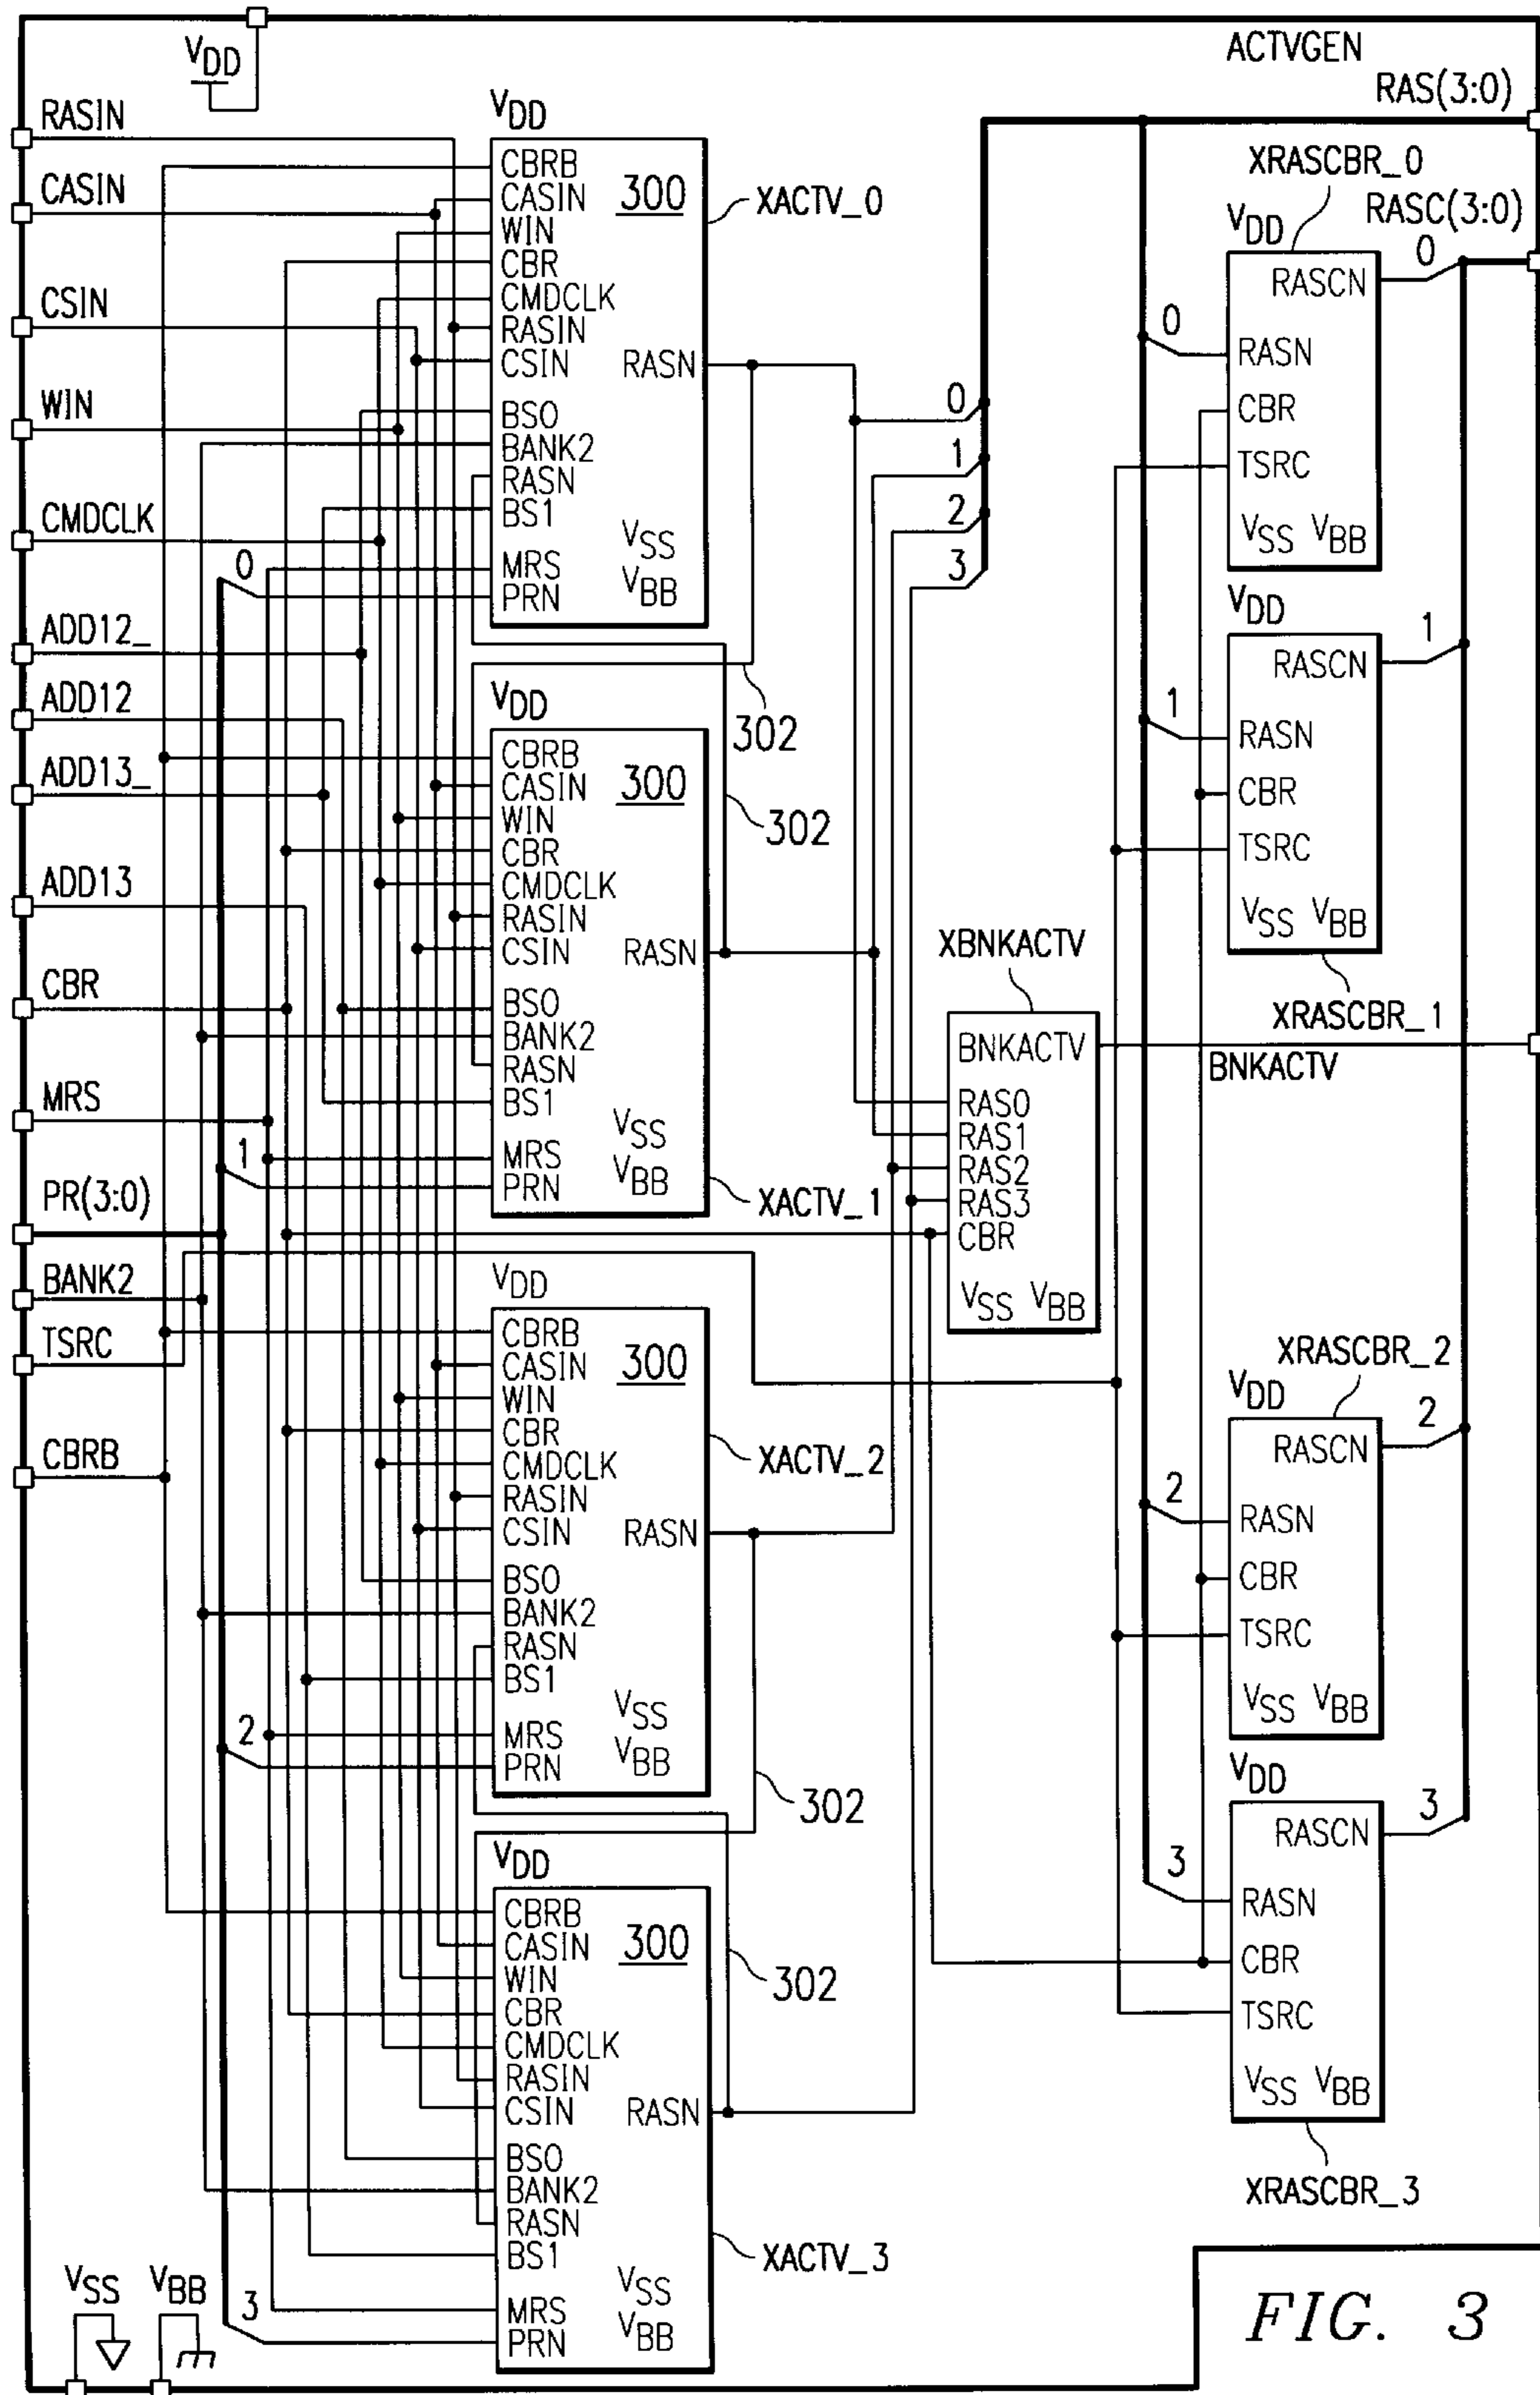 ACTVGEN
VDD
RASIN
CASIN
CSIN
WIN
CMDCLK
ADD12_
ADD12
ADD13_
ADD13
CBR
MRS
PR(3:0)
BANK2
TSRC
CBRB
VSS VBB
VDD
CBRB
CASIN
WIN
CBR
CMDCLK
RASIN
CSIN
BSO
BANK2
RASN
BS1
MRS
PRN
300
RASN
VSS
VBB
XACTV_0
0
302
VDD
CBRB
CASIN
WIN
CBR
CMDCLK
RASIN
CSIN
BSO
BANK2
RASN
BS1
MRS
PRN
300
RASN
VSS
VBB
302
XACTV_1
1
VDD
CBRB
CASIN
WIN
CBR
CMDCLK
RASIN
CSIN
BSO
BANK2
RASN
BS1
MRS
PRN
300
RASN
VSS
VBB
XACTV_2
2
302
VDD
CBRB
CASIN
WIN
CBR
CMDCLK
RASIN
CSIN
BSO
BANK2
RASN
BS1
MRS
PRN
300
RASN
VSS
VBB
302
XACTV_3
3
0
1
2
3
XBNKACTV
BNKACTV
RAS0
RAS1
RAS2
RAS3
CBR
VSS VBB
BNKACTV
RAS(3:0)
RASC(3:0)
XRASCBR_0
VDD
0
RASCN
0
RASN
CBR
TSRC
VSS VBB
VDD
1
RASCN
1
RASN
CBR
TSRC
VSS VBB
XRASCBR_1
XRASCBR_2
VDD
2
RASCN
2
RASN
CBR
TSRC
VSS VBB
VDD
3
RASCN
3
RASN
CBR
TSRC
VSS VBB
XRASCBR_3
FIG. 3